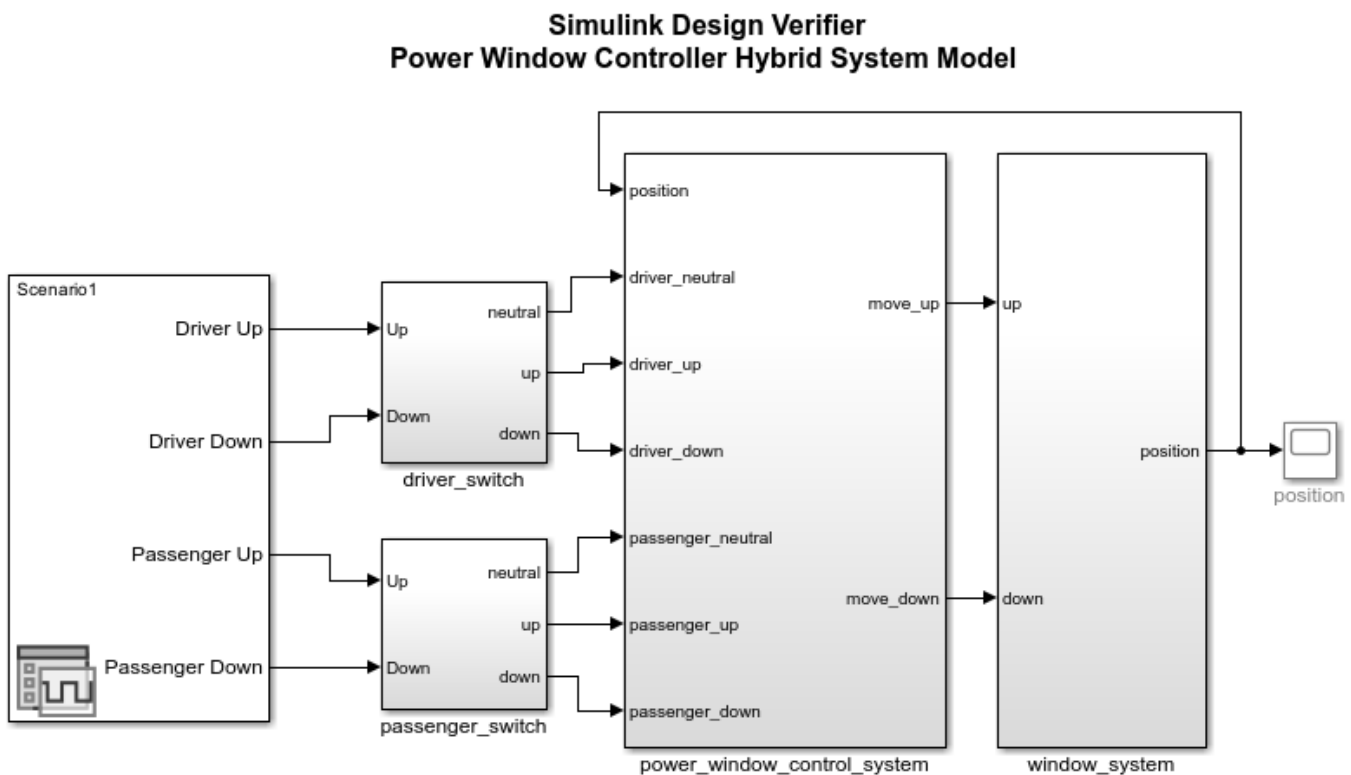 Simulink Design Verifier
Power Window Controller Hybrid System Model
Scenario1
Driver Up
Driver Down
Passenger Up
Passenger Down
Up
Down
neutral
up
down
driver_switch
Up
Down
neutral
up
down
passenger_switch
position
driver_neutral
driver_up
driver_down
passenger_neutral
passenger_up
passenger_down
move_up
move_down
power_window_control_system
up
down
position
window_system
position